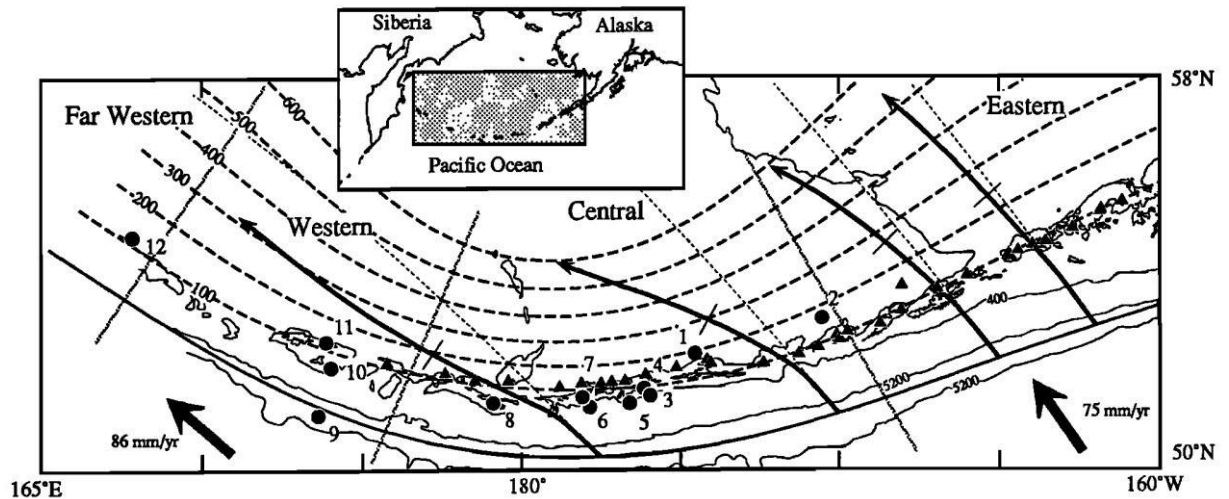 Siberia
Alaska
Pacific Ocean
58°N
Far Western
Western
Central
Eastern
600
500
400
300
200
100
400
5200
5200
12
11
10
9
8
7
6
5
4
3
2
1
86 mm/yr
75 mm/yr
50°N
165°E
180°
160°W